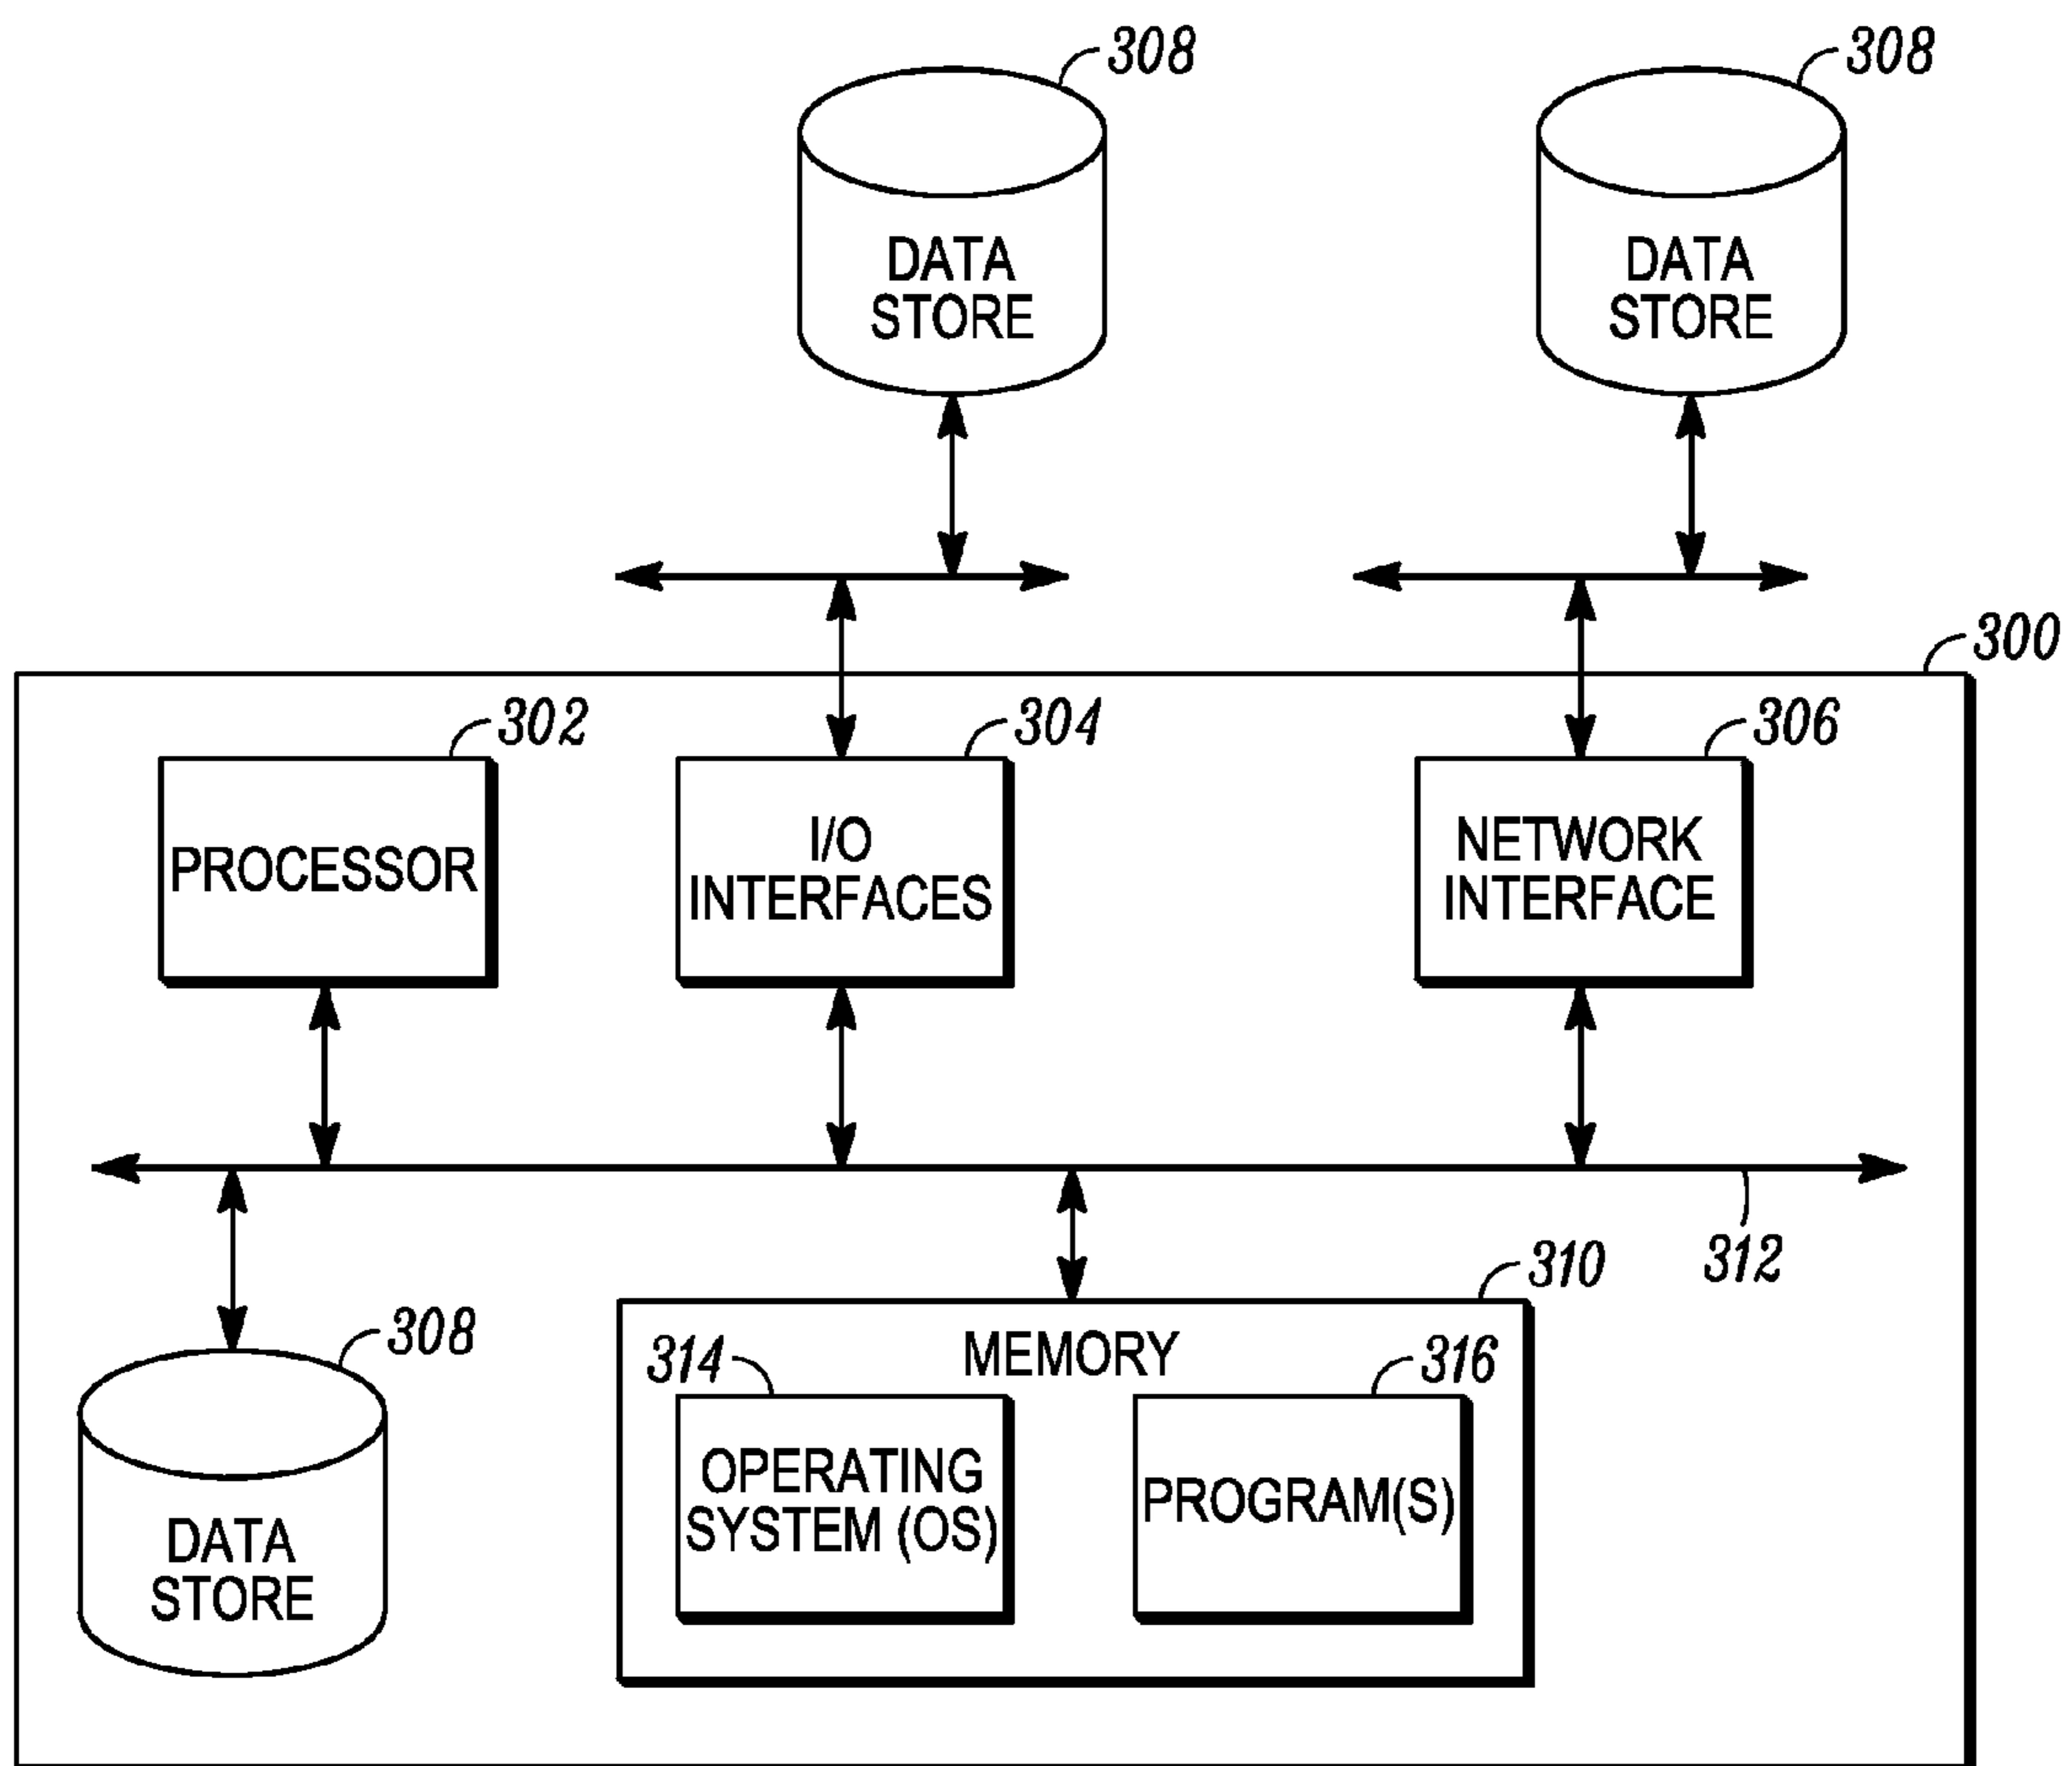 308
308
DATA
STORE
DATA
STORE
300
302
304
306
PROCESSOR
I/O
INTERFACES
NETWORK
INTERFACE
312
310
308
MEMORY
314
316
OPERATING
SYSTEM (OS)
PROGRAM(S)
DATA
STORE